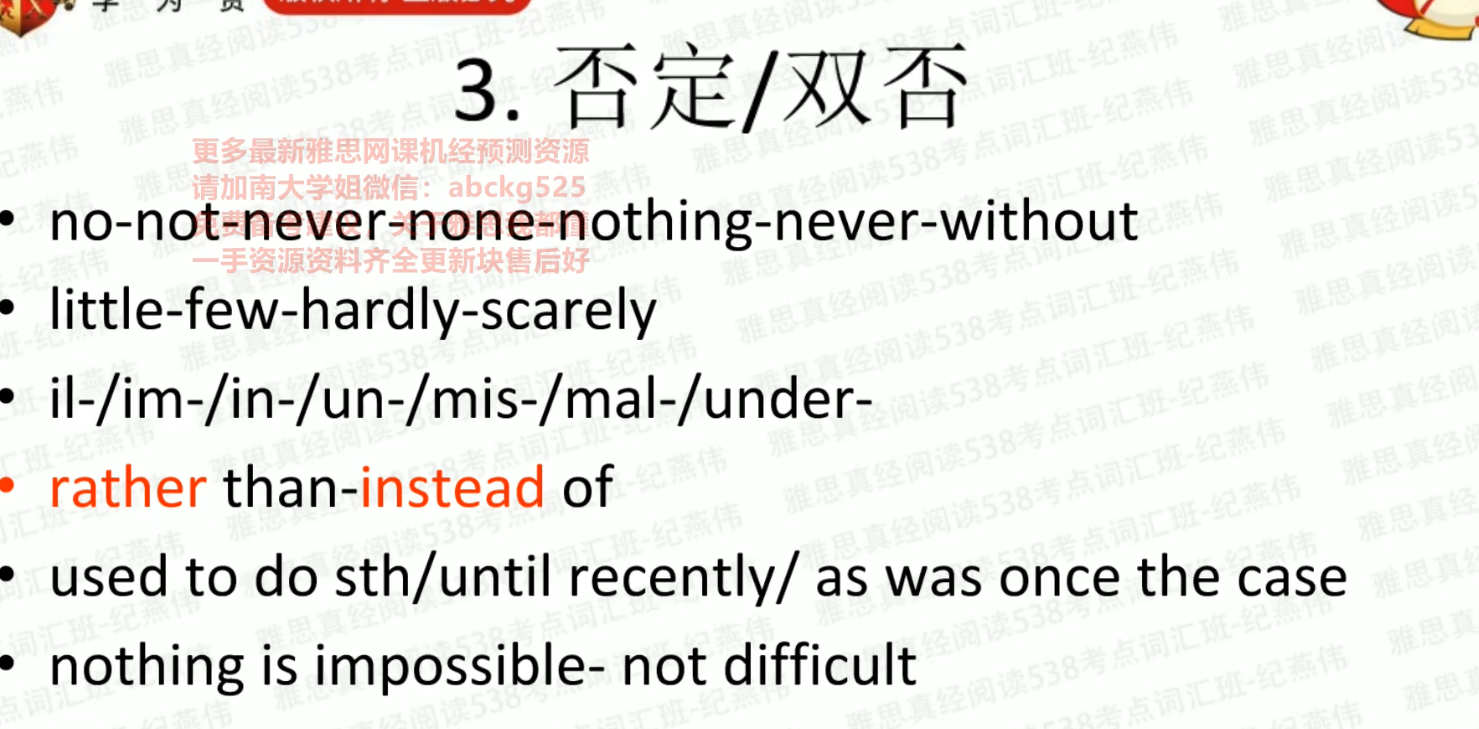 学 为 贵
3. 否定/双否
更多最新雅思网课机经预测资源
请加南大学姐微信：abckg525
一手资源资料齐全更新块售后好
• no-not-never-none-nothing-never-without
• little-few-hardly-scarely
• il-/im-/in-/un-/mis-/mal-/under-
• rather than-instead of
• used to do sth/until recently/ as was once the case
• nothing is impossible- not difficult
雅思真经阅读538考点词汇班-纪燕伟